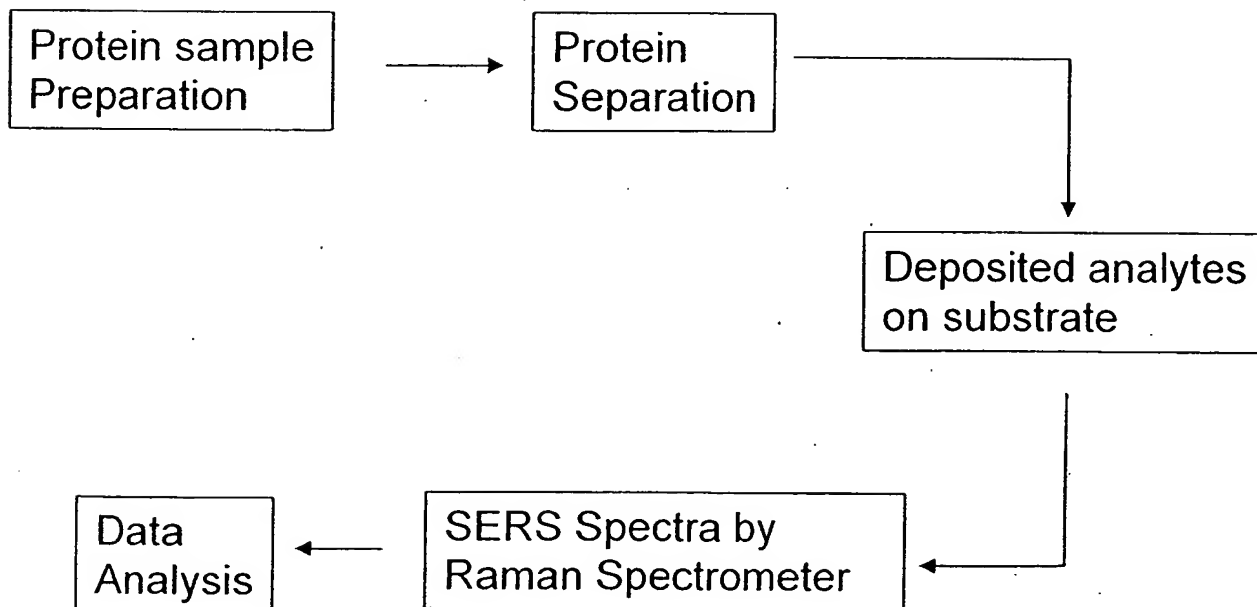 Protein sample
Preparation
Protein
Separation
Deposited analytes
on substrate
SERS Spectra by
Raman Spectrometer
Data
Analysis